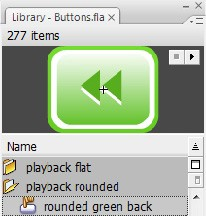 Library - Buttons.fla
277 items
Name
playback flat
playback rounded
rounded green back